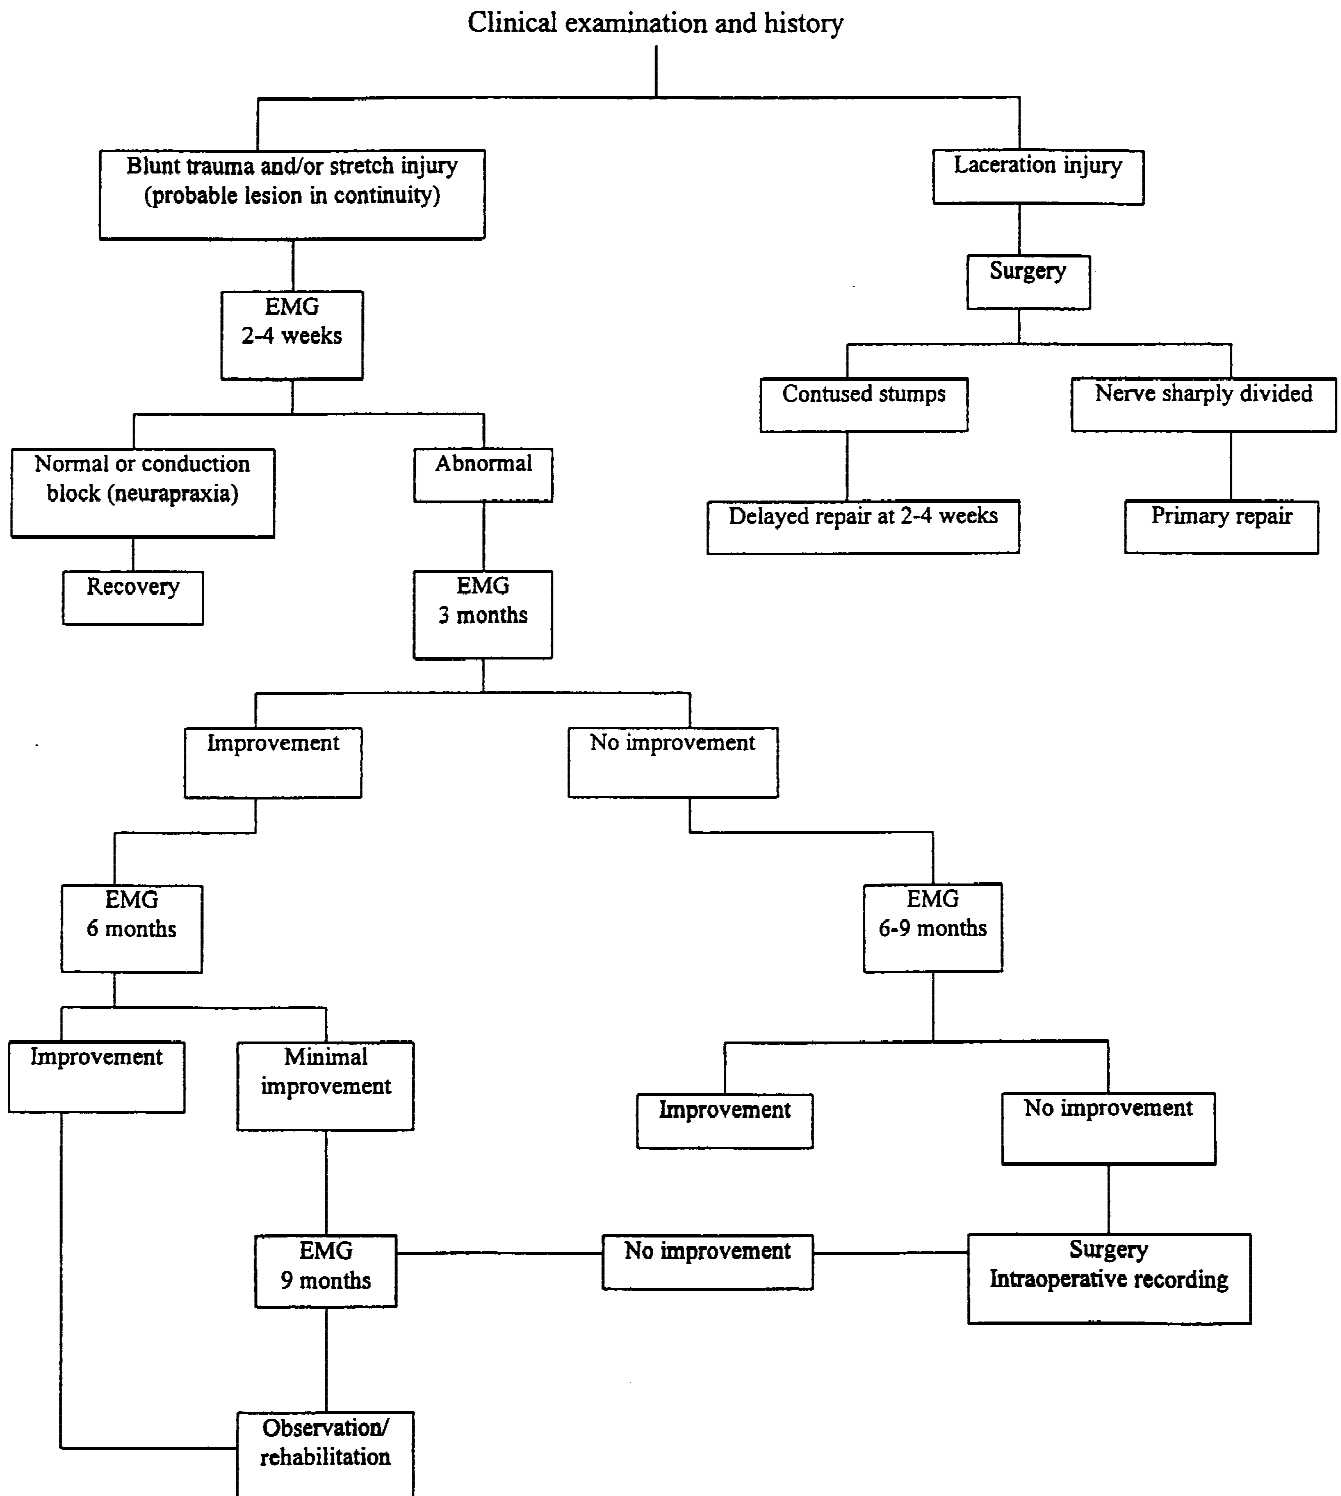 Clinical examination and history
Blunt trauma and/or stretch injury
(probable lesion in continuity)
Laceration injury
Surgery
EMG
2-4 weeks
Contused stumps
Nerve sharply divided
Normal or conduction
block (neurapraxia)
Abnormal
Delayed repair at 2-4 weeks
Primary repair
Recovery
EMG
3 months
Improvement
No improvement
EMG
6 months
EMG
6-9 months
Improvement
Minimal
improvement
Improvement
No improvement
EMG
9 months
No improvement
Surgery
Intraoperative recording
Observation/
rehabilitation